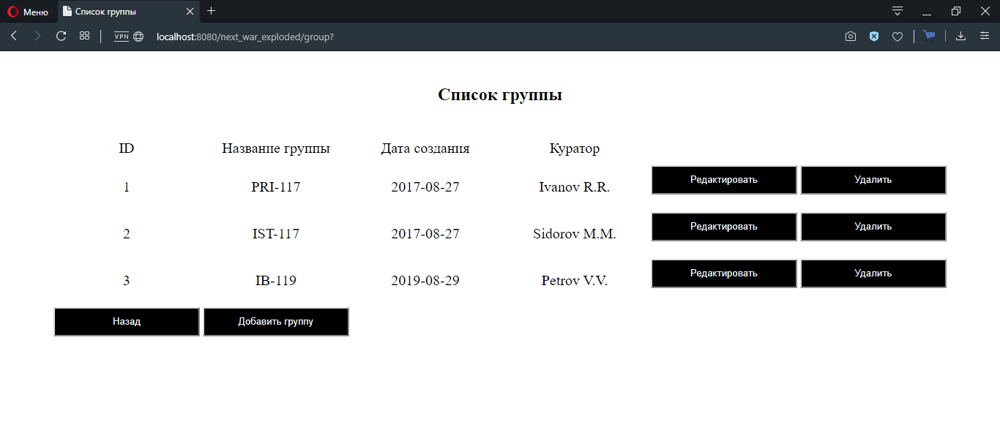 Меню Список группы
VPN localhost:8080/next_war_exploded/group?
Список группы
ID Название группы Дата создания Куратор
1 PRI-117 2017-08-27 Ivanov R.R. Редактировать Удалить
2 IST-117 2017-08-27 Sidorov M.M. Редактировать Удалить
3 IB-119 2019-08-29 Petrov V.V. Редактировать Удалить
Назад Добавить группу